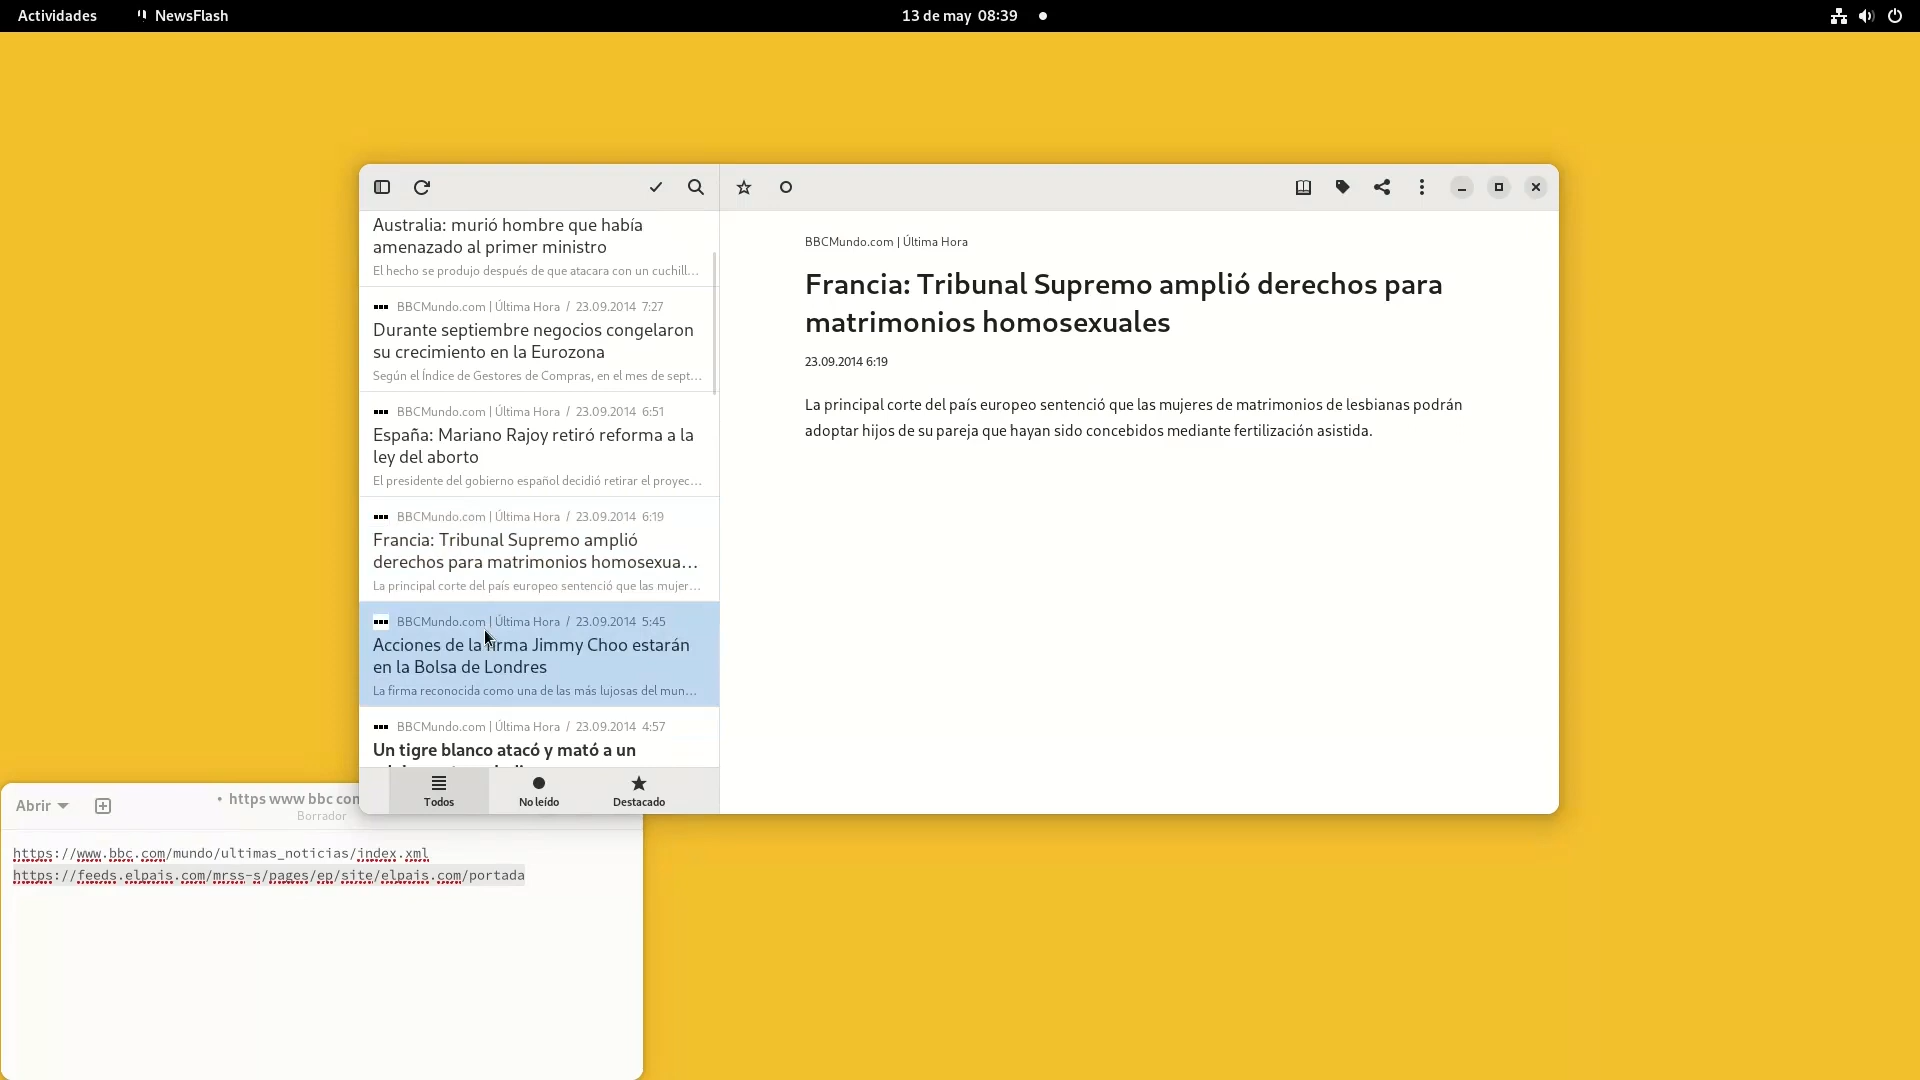 Actividades
NewsFlash
13 de may 08:39
Australia: murió hombre que había
amenazado al primer ministro
El hecho se produjo después de que atacara con un cuchill…
BBCMundo.com | Última Hora / 23.09.2014 7:27
Durante septiembre negocios congelaron
su crecimiento en la Eurozona
Según el Índice de Gestores de Compras, en el mes de sept…
BBCMundo.com | Última Hora / 23.09.2014 6:51
España: Mariano Rajoy retiró reforma a la
ley del aborto
El presidente del gobierno español decidió retirar el proyec…
BBCMundo.com | Última Hora / 23.09.2014 6:19
Francia: Tribunal Supremo amplió
derechos para matrimonios homosexua…
La principal corte del país europeo sentenció que las mujer…
BBCMundo.com | Última Hora / 23.09.2014 5:45
Acciones de la firma Jimmy Choo estarán
en la Bolsa de Londres
La firma reconocida como una de las más lujosas del mun…
BBCMundo.com | Última Hora / 23.09.2014 4:57
Un tigre blanco atacó y mató a un
Todos
No leído
Destacado
BBCMundo.com | Última Hora
Francia: Tribunal Supremo amplió derechos para
matrimonios homosexuales
23.09.2014 6:19
La principal corte del país europeo sentenció que las mujeres de matrimonios de lesbianas podrán
adoptar hijos de su pareja que hayan sido concebidos mediante fertilización asistida.
Abrir
• https www bbc com
Borrador
https://www.bbc.com/mundo/ultimas_noticias/index.xml
https://feeds.elpais.com/mrss-s/pages/ep/site/elpais.com/portada